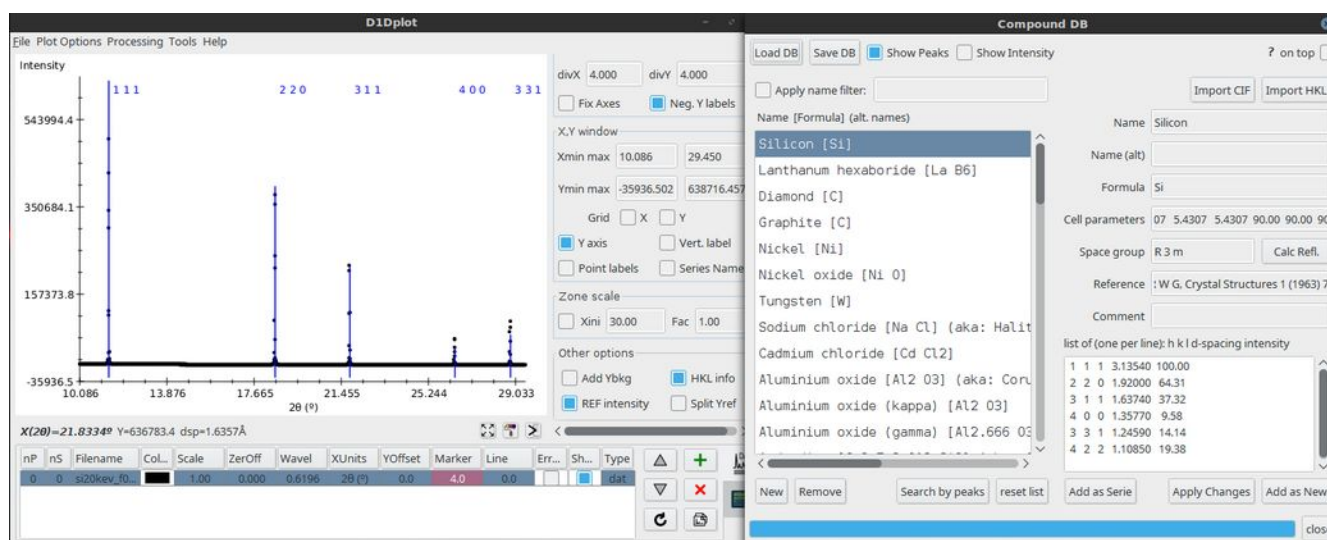 D1Dplot
File Plot Options Processing Tools Help
Intensity
1 1 1
2 2 0
3 1 1
4 0 0
3 3 1
543994.4
350684.1
157373.8
-35936.5
10.086
13.876
17.665
21.455
25.244
29.033
2θ (º)
X(2θ)=21.8334º Y=636783.4 dsp=1.6357Å
divX 4.000 divY 4.000
Fix Axes Neg. Y labels
X,Y window
Xmin max 10.086 29.450
Ymin max -35936.502 638716.457
Grid X Y
Y axis Vert. label
Point labels Series Name
Zone scale
Xini 30.00 Fac 1.00
Other options
Add Ybkg HKL info
REF intensity Split Yref
nP nS Filename Col... Scale ZerOff Wavel XUnits YOffset Marker Line Err... Sh... Type
0 0 si20kev_f0... 1.00 0.000 0.6196 2θ (º) 0.0 4.0 0.0 dat
Compound DB
Load DB Save DB Show Peaks Show Intensity ? on top
Apply name filter:
Import CIF Import HKL
Name [Formula] (alt. names)
Silicon [Si]
Lanthanum hexaboride [La B6]
Diamond [C]
Graphite [C]
Nickel [Ni]
Nickel oxide [Ni O]
Tungsten [W]
Sodium chloride [Na Cl] (aka: Halit
Cadmium chloride [Cd Cl2]
Aluminium oxide [Al2 O3] (aka: Coru
Aluminium oxide (kappa) [Al2 O3]
Aluminium oxide (gamma) [Al2.666 O3
Name Silicon
Name (alt)
Formula Si
Cell parameters 07 5.4307 5.4307 90.00 90.00 90
Space group R 3 m Calc Refl.
Reference : W G, Crystal Structures 1 (1963) 7
Comment
list of (one per line): h k l d-spacing intensity
1 1 1 3.13540 100.00
2 2 0 1.92000 64.31
3 1 1 1.63740 37.32
4 0 0 1.35770 9.58
3 3 1 1.24590 14.14
4 2 2 1.10850 19.38
New Remove Search by peaks reset list Add as Serie Apply Changes Add as New
close